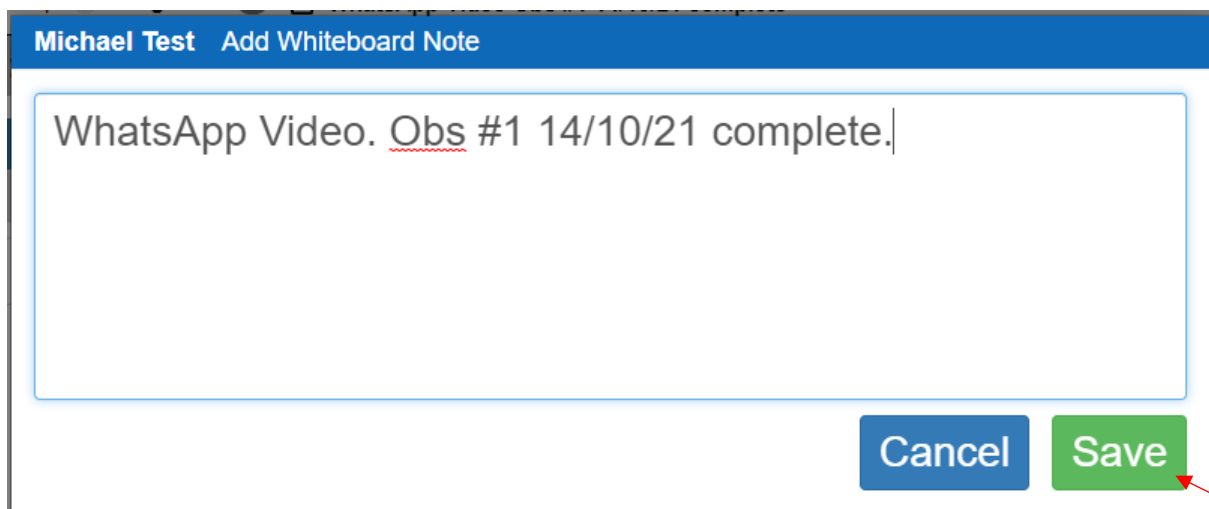 Michael Test Add Whiteboard Note
WhatsApp Video. Obs #1 14/10/21 complete.
Cancel Save